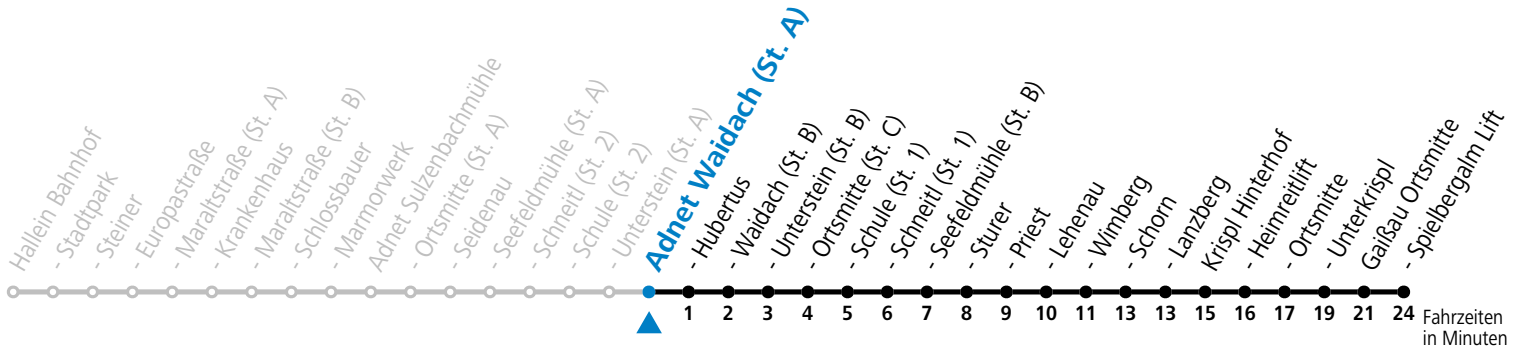 Hallein Bahnhof
- Stadtpark
- Steiner
- Europastraße
- Maraltstraße (St. A)
- Krankenhaus
- Maraltstraße (St. B)
- Schlossbauer
- Marmorwerk
Adnet Sulzenbachmühle
- Ortsmitte (St. A)
- Seidenau
- Seefeldmühle (St. A)
- Schneitl (St. 2)
- Schule (St. 2)
- Unterstein (St. A)
Adnet Waidach (St. A)
- Hubertus
- Waidach (St. B)
- Unterstein (St. B)
- Ortsmitte (St. C)
- Schule (St. 1)
- Schneitl (St. 1)
- Seefeldmühle (St. B)
- Sturer
- Priest
- Lehenau
- Wimberg
- Schorn
- Lanzberg
Krispl Hinterhof
- Heimreitlift
- Ortsmitte
- Unterkrispl
Gaißau Ortsmitte
- Spielbergalm Lift
1 2 3 4 5 6 7 8 9 10 11 13 13 15 16 17 19 21 24
Fahrzeiten
in Minuten